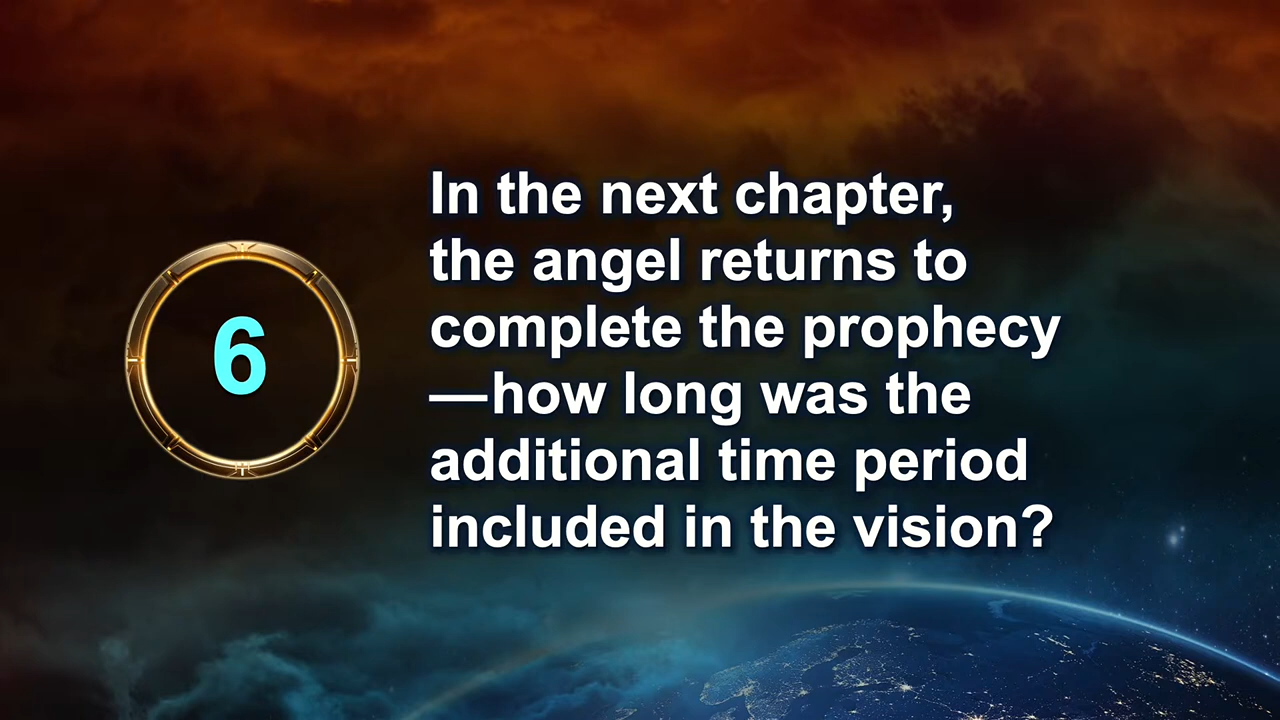 6
In the next chapter,
the angel returns to
complete the prophecy
—how long was the
additional time period
included in the vision?